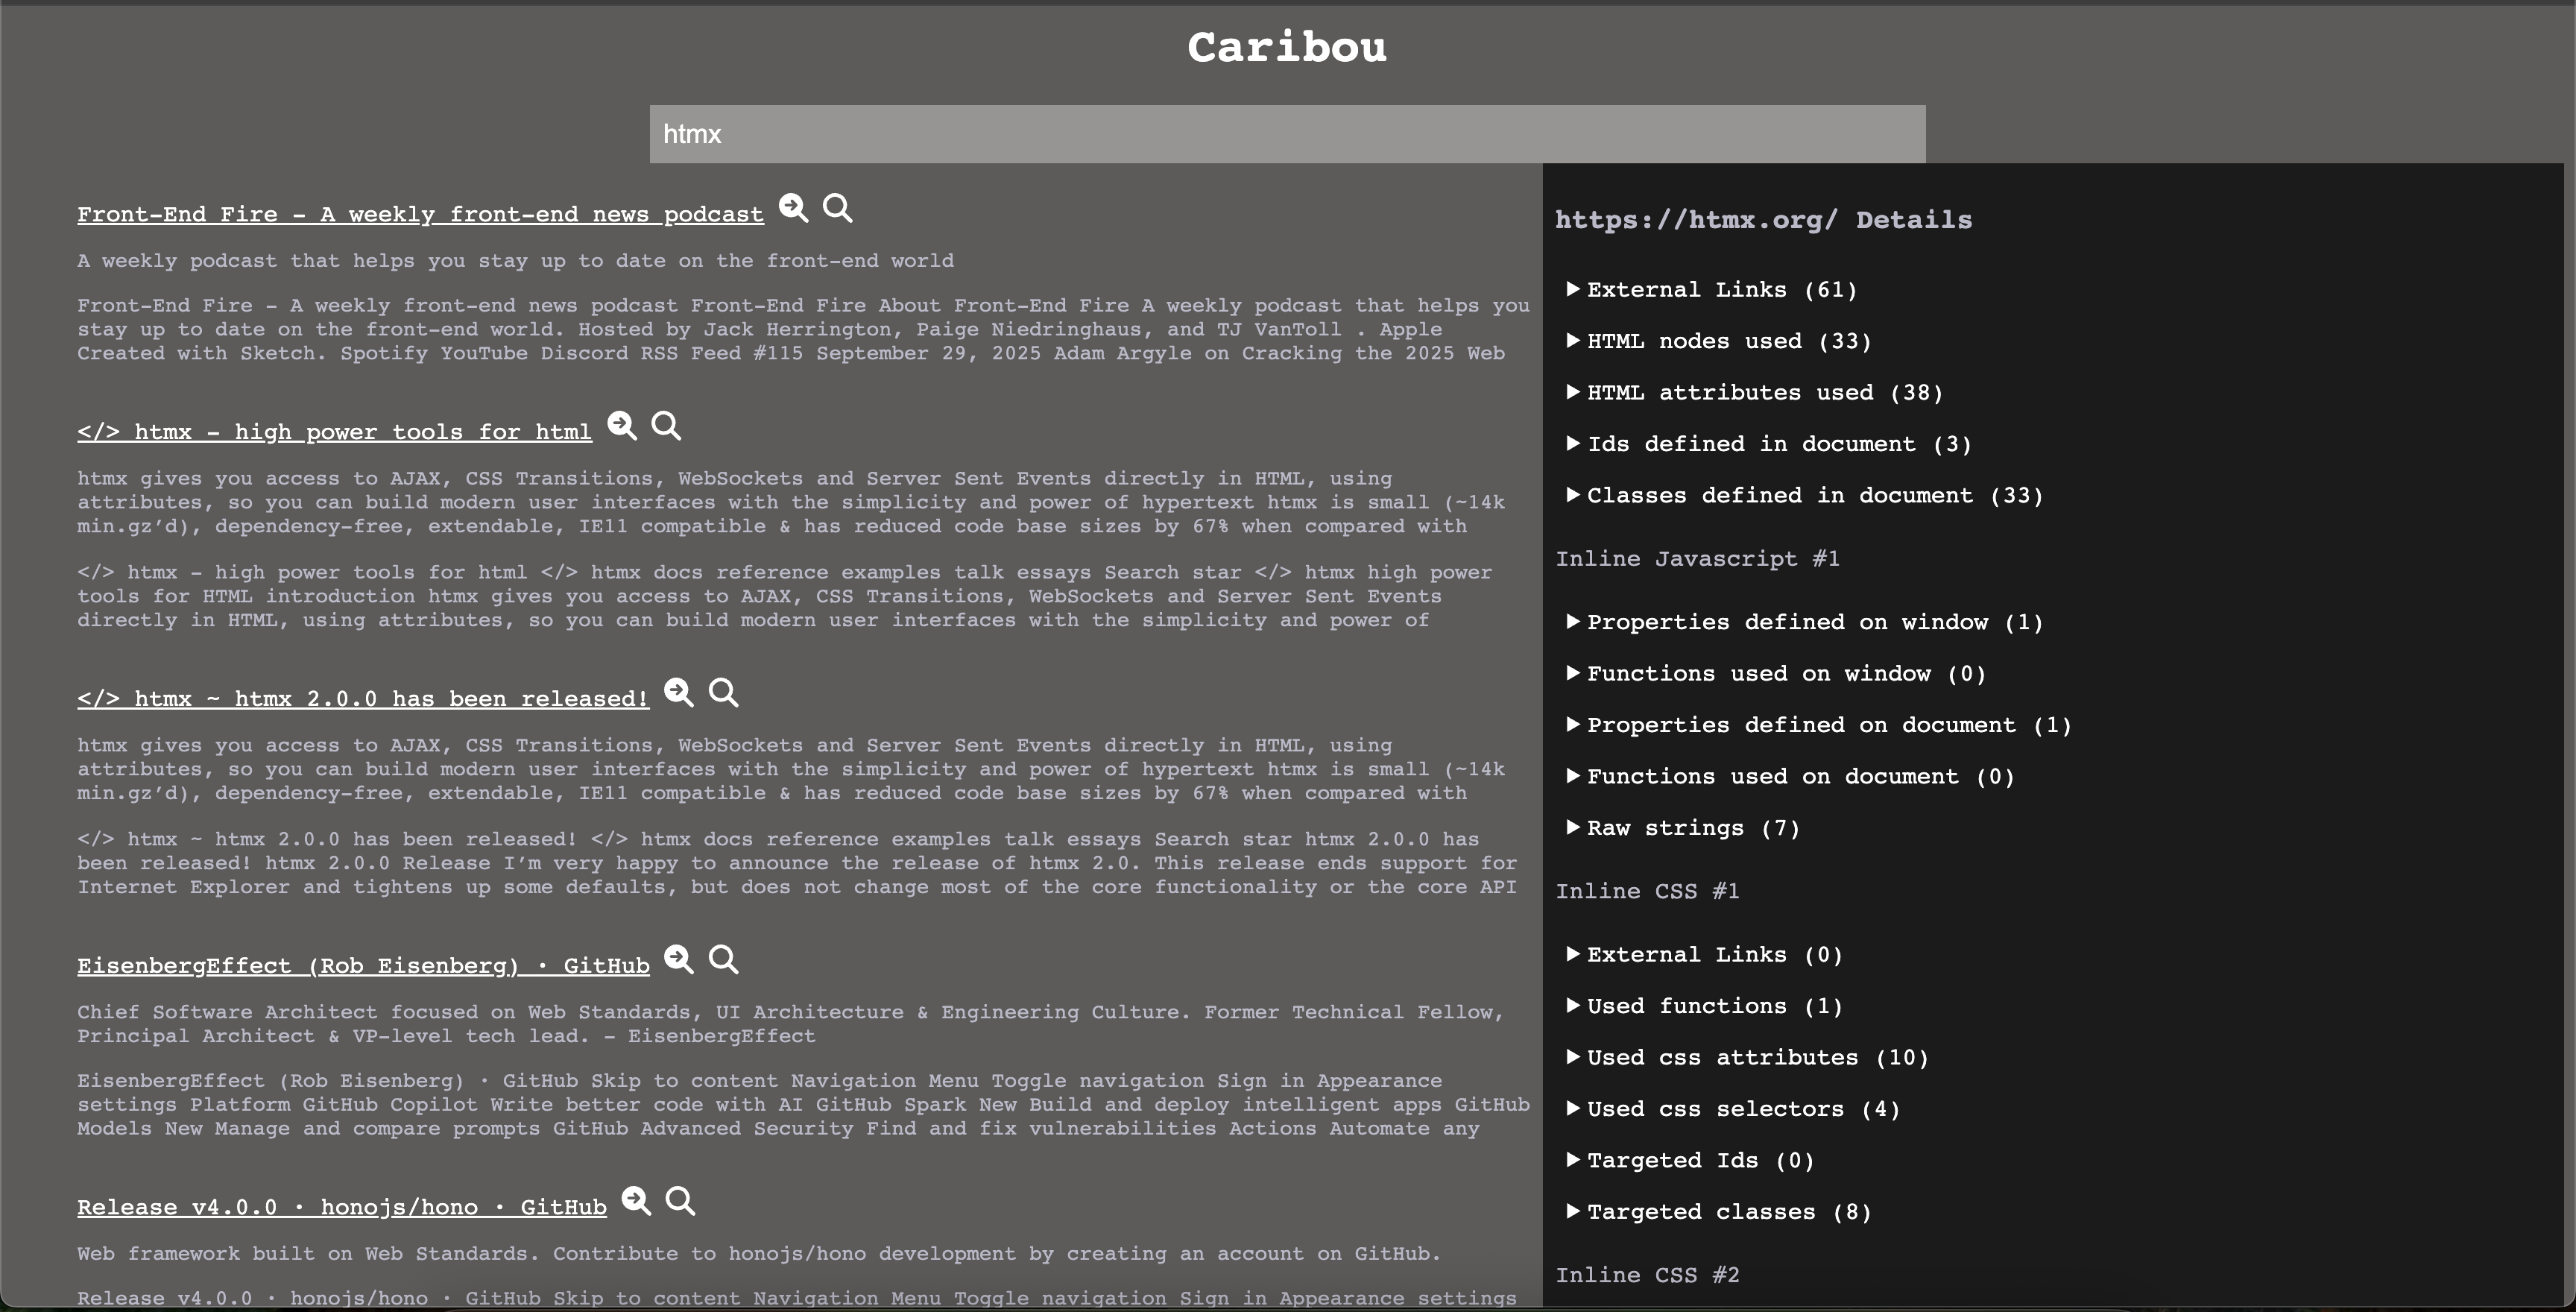 Caribou
htmx
Front-End Fire - A weekly front-end news podcast
A weekly podcast that helps you stay up to date on the front-end world
Front-End Fire - A weekly front-end news podcast Front-End Fire About Front-End Fire A weekly podcast that helps you
stay up to date on the front-end world. Hosted by Jack Herrington, Paige Niedringhaus, and TJ VanToll . Apple
Created with Sketch. Spotify YouTube Discord RSS Feed #115 September 29, 2025 Adam Argyle on Cracking the 2025 Web
</> htmx - high power tools for html
htmx gives you access to AJAX, CSS Transitions, WebSockets and Server Sent Events directly in HTML, using
attributes, so you can build modern user interfaces with the simplicity and power of hypertext htmx is small (~14k
min.gz’d), dependency-free, extendable, IE11 compatible & has reduced code base sizes by 67% when compared with
</> htmx - high power tools for html </> htmx docs reference examples talk essays Search star </> htmx high power
tools for HTML introduction htmx gives you access to AJAX, CSS Transitions, WebSockets and Server Sent Events
directly in HTML, using attributes, so you can build modern user interfaces with the simplicity and power of
</> htmx ~ htmx 2.0.0 has been released!
htmx gives you access to AJAX, CSS Transitions, WebSockets and Server Sent Events directly in HTML, using
attributes, so you can build modern user interfaces with the simplicity and power of hypertext htmx is small (~14k
min.gz’d), dependency-free, extendable, IE11 compatible & has reduced code base sizes by 67% when compared with
</> htmx ~ htmx 2.0.0 has been released! </> htmx docs reference examples talk essays Search star htmx 2.0.0 has
been released! htmx 2.0.0 Release I’m very happy to announce the release of htmx 2.0. This release ends support for
Internet Explorer and tightens up some defaults, but does not change most of the core functionality or the core API
EisenbergEffect (Rob Eisenberg) · GitHub
Chief Software Architect focused on Web Standards, UI Architecture & Engineering Culture. Former Technical Fellow,
Principal Architect & VP-level tech lead. - EisenbergEffect
EisenbergEffect (Rob Eisenberg) · GitHub Skip to content Navigation Menu Toggle navigation Sign in Appearance
settings Platform GitHub Copilot Write better code with AI GitHub Spark New Build and deploy intelligent apps GitHub
Models New Manage and compare prompts GitHub Advanced Security Find and fix vulnerabilities Actions Automate any
Release v4.0.0 · honojs/hono · GitHub
Web framework built on Web Standards. Contribute to honojs/hono development by creating an account on GitHub.
Release v4.0.0 · honojs/hono · GitHub Skip to content Navigation Menu Toggle navigation Sign in Appearance settings
https://htmx.org/ Details
External Links (61)
HTML nodes used (33)
HTML attributes used (38)
Ids defined in document (3)
Classes defined in document (33)
Inline Javascript #1
Properties defined on window (1)
Functions used on window (0)
Properties defined on document (1)
Functions used on document (0)
Raw strings (7)
Inline CSS #1
External Links (0)
Used functions (1)
Used css attributes (10)
Used css selectors (4)
Targeted Ids (0)
Targeted classes (8)
Inline CSS #2